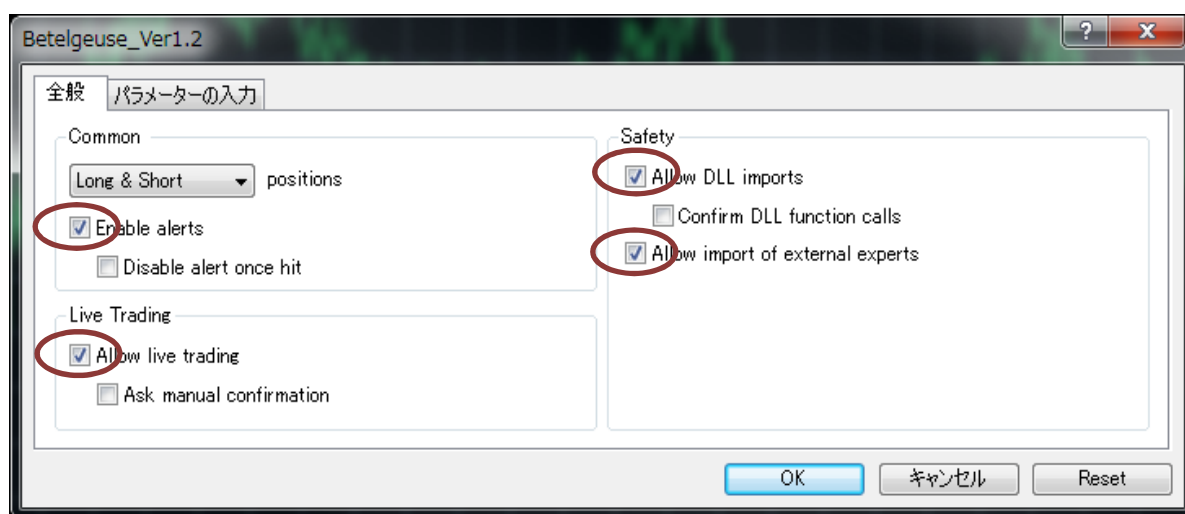 Betelgeuse_Ver1.2
?
x
全般
パラメーターの入力
Common
Long & Short
positions
Enable alerts
Disable alert once hit
Live Trading
Allow live trading
Ask manual confirmation
Safety
Allow DLL imports
Confirm DLL function calls
Allow import of external experts
OK
キャンセル
Reset